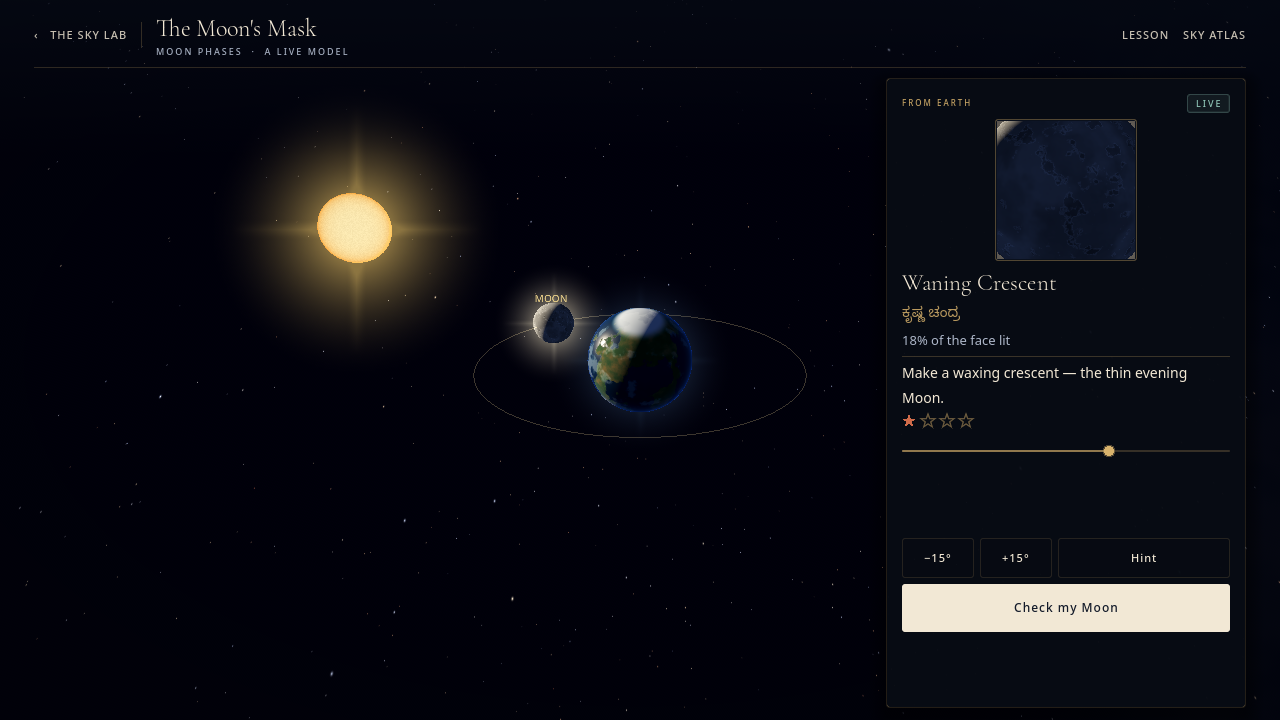 ‹ THE SKY LAB
The Moon's Mask
MOON PHASES · A LIVE MODEL
LESSON SKY ATLAS
FROM EARTH
LIVE
MOON
Waning Crescent
ಕೃಷ್ಣ ಚಂದ್ರ
18% of the face lit
Make a waxing crescent — the thin evening
Moon.
★☆☆☆
−15° +15° Hint
Check my Moon